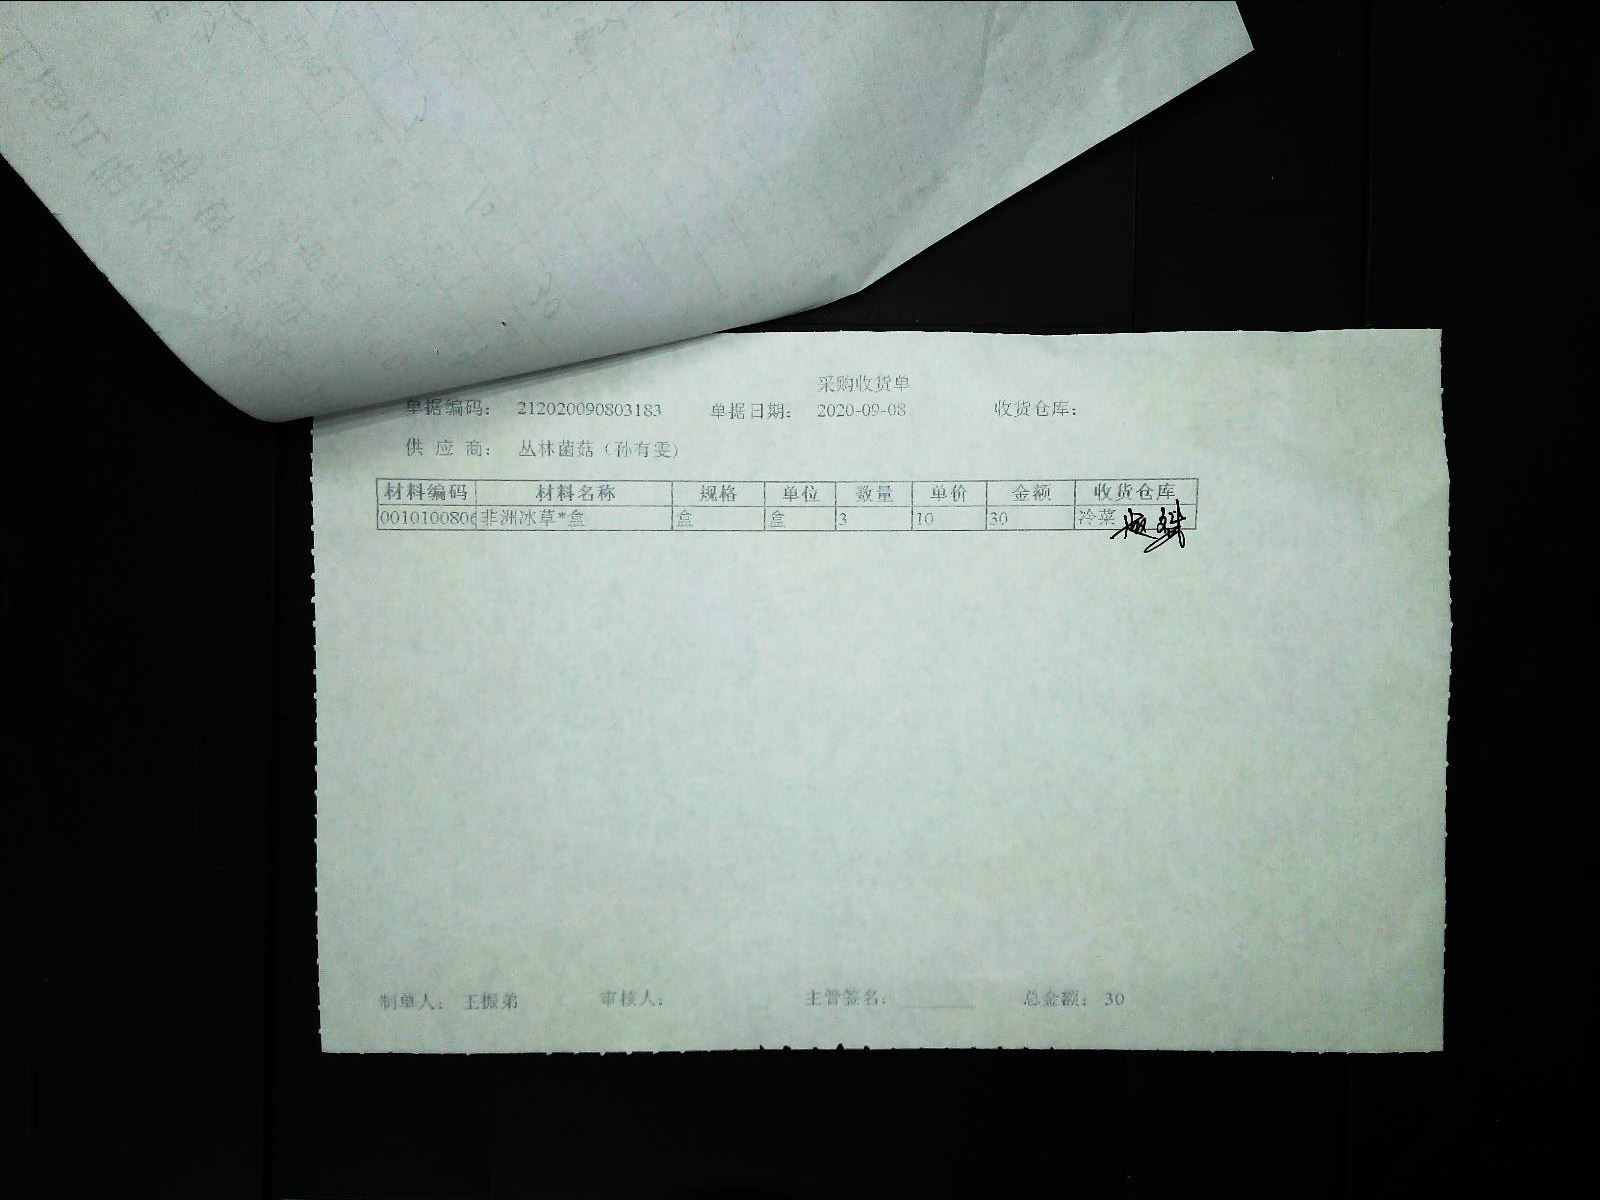 采购收货单
单据编码： 212020090803183 单据日期： 2020-09-08 收货仓库：
供 应 商： 丛林菌菇（孙有雯）
材料编码 材料名称 规格 单位 数量 单价 金额 收货仓库
0010100806 非洲冰草*盒 盒 盒 3 10 30 冷菜
制单人： 王振弟 审核人： 主管签名： 总金额： 30